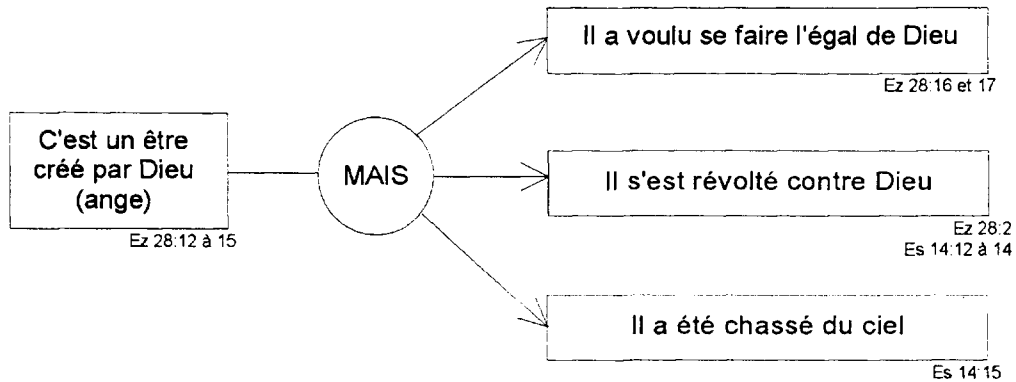 C'est un être
créé par Dieu
(ange)
Ez 28:12 à 15
MAIS
Il a voulu se faire l'égal de Dieu
Ez 28:16 et 17
Il s'est révolté contre Dieu
Ez 28:2
Es 14:12 à 14
Il a été chassé du ciel
Es 14:15